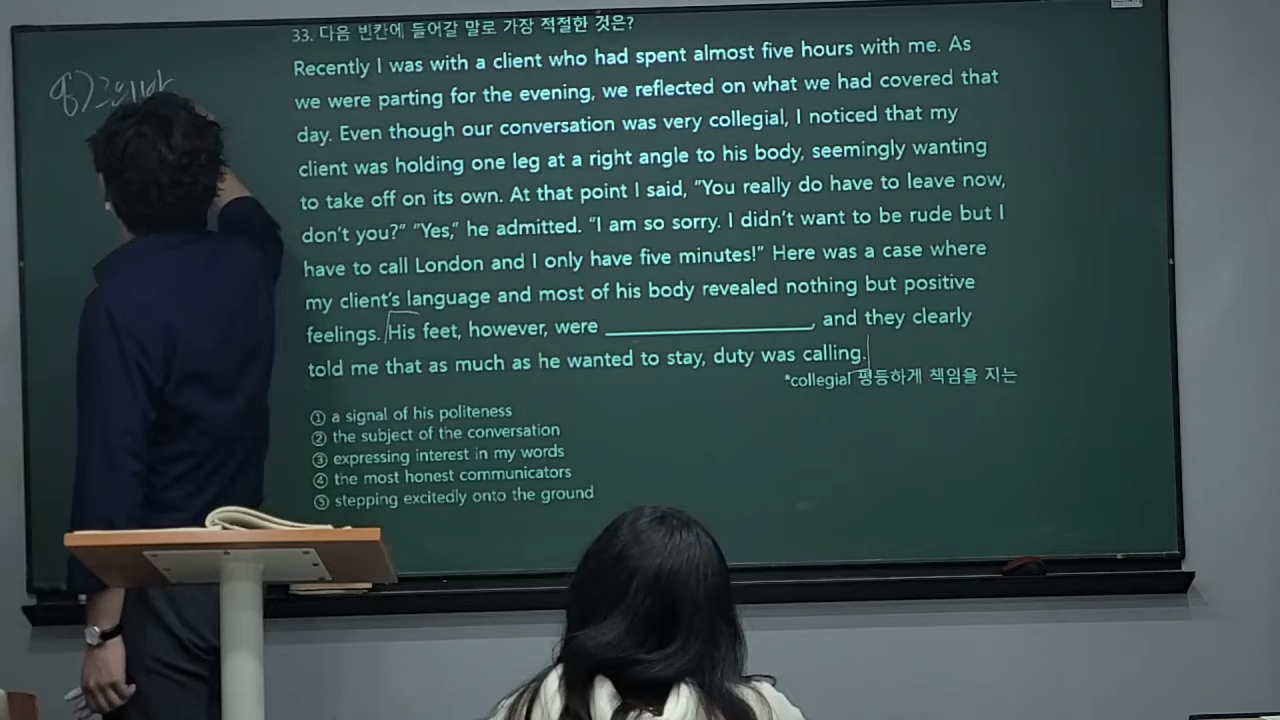 33. 다음 빈칸에 들어갈 말로 가장 적절한 것은?
Recently I was with a client who had spent almost five hours with me. As
we were parting for the evening, we reflected on what we had covered that
day. Even though our conversation was very collegial, I noticed that my
client was holding one leg at a right angle to his body, seemingly wanting
to take off on its own. At that point I said, “You really do have to leave now,
don’t you?” “Yes,” he admitted. “I am so sorry. I didn’t want to be rude but I
have to call London and I only have five minutes!” Here was a case where
my client’s language and most of his body revealed nothing but positive
feelings. His feet, however, were ______________, and they clearly
told me that as much as he wanted to stay, duty was calling.
*collegial 평등하게 책임을 지는
① a signal of his politeness
② the subject of the conversation
③ expressing interest in my words
④ the most honest communicators
⑤ stepping excitedly onto the ground